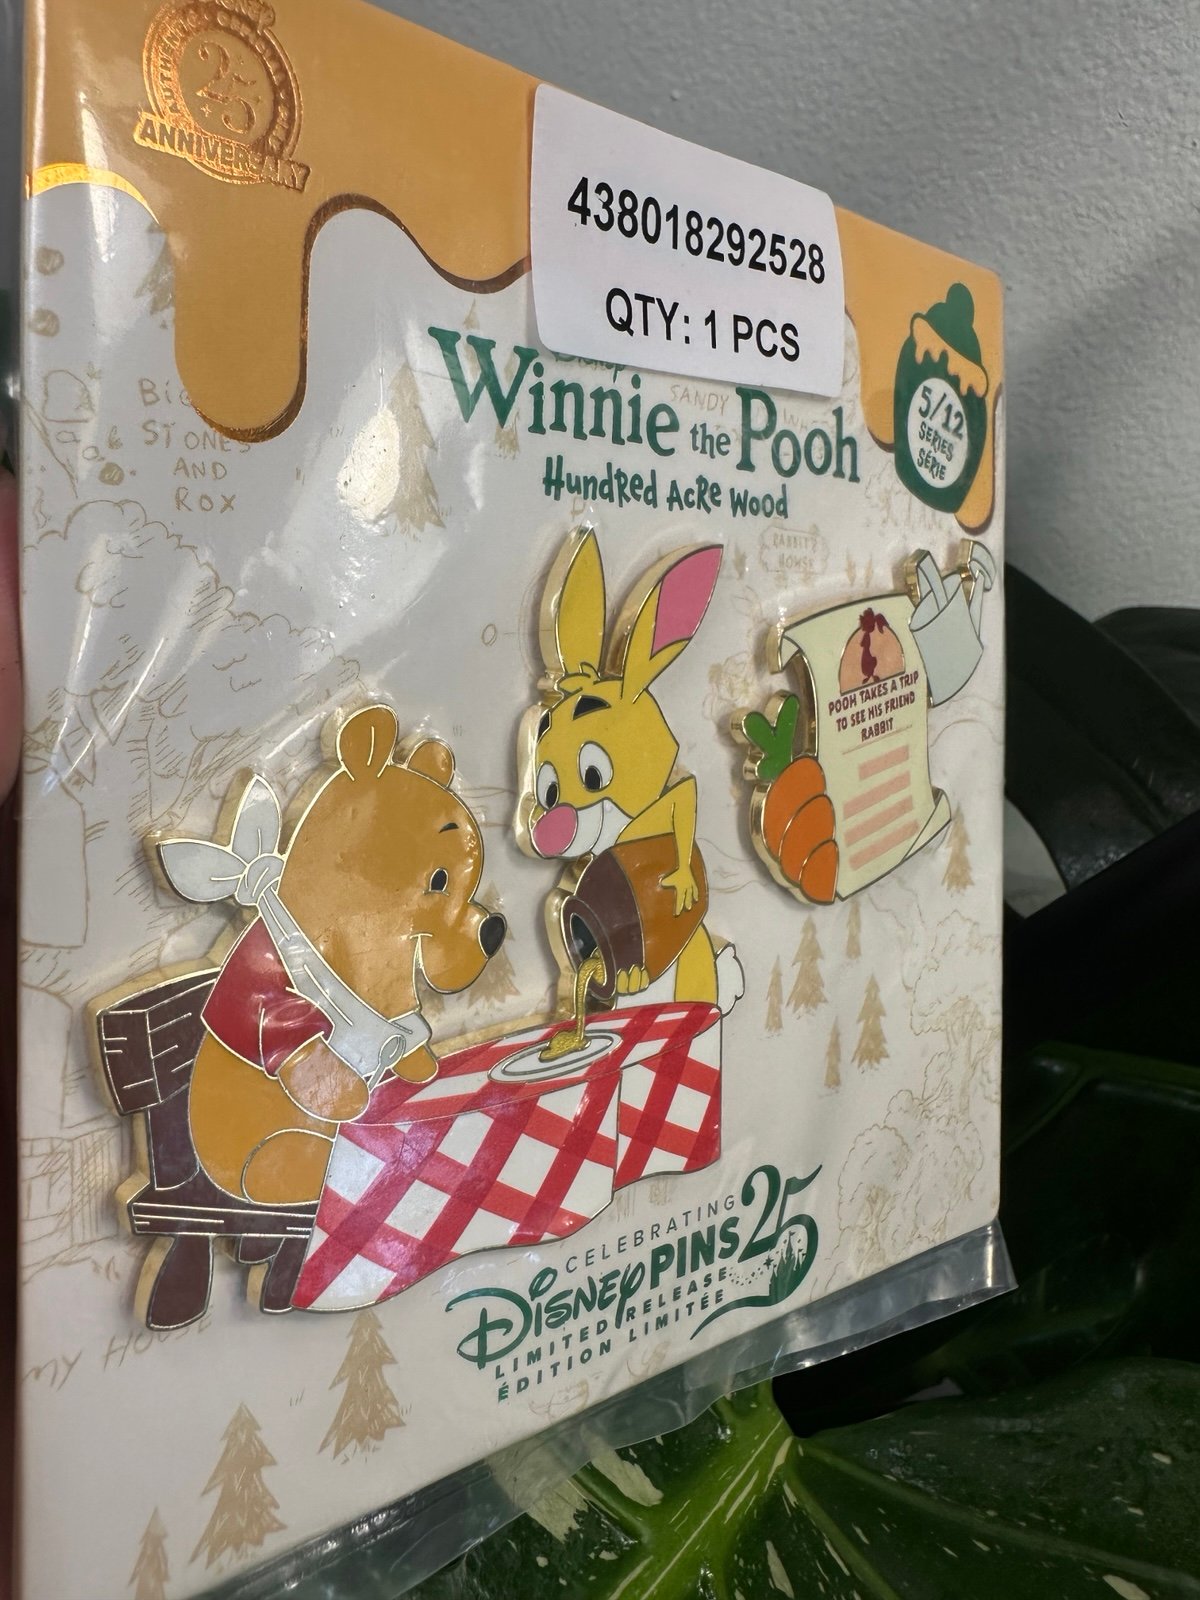 25
ANNIVERSARY
438018292528
QTY: 1 PCS
Winnie the Pooh
Hundred Acre Wood
5/12
SERIES
SÉRIE
SANDY
BIG
STONES
AND
ROX
RABBITS
HOWSE
POOH TAKES A TRIP
TO SEE HIS FRIEND
RABBIT
CELEBRATING
Disney PINS 25
LIMITED RELEASE
ÉDITION LIMITÉE
MY HOUSE